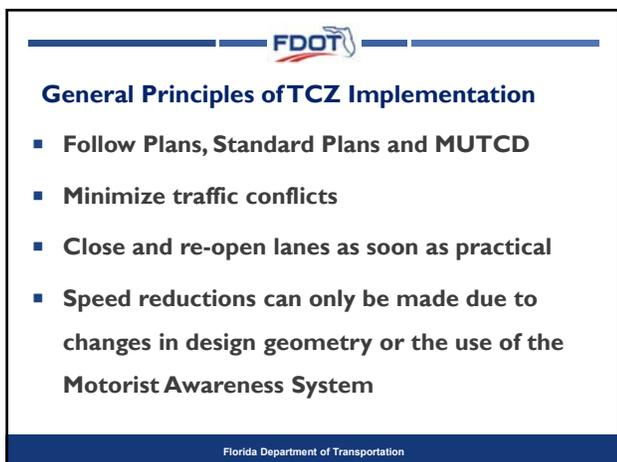 FDOT
General Principles of TCZ Implementation
Follow Plans, Standard Plans and MUTCD
Minimize traffic conflicts
Close and re-open lanes as soon as practical
Speed reductions can only be made due to
changes in design geometry or the use of the
Motorist Awareness System
Florida Department of Transportation